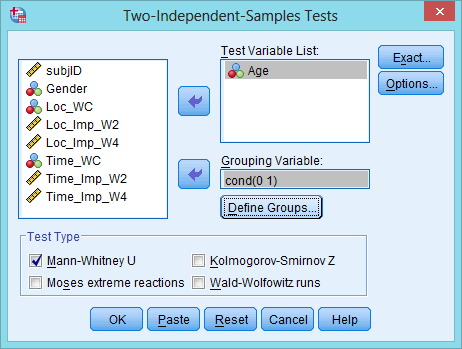 Two-Independent-Samples Tests
subjID
Gender
Loc_WC
Loc_Imp_W2
Loc_Imp_W4
Time_WC
Time_Imp_W2
Time_Imp_W4
Test Variable List:
Age
Grouping Variable:
cond(0 1)
Define Groups...
Exact...
Options...
Test Type
Mann-Whitney U
Kolmogorov-Smirnov Z
Moses extreme reactions
Wald-Wolfowitz runs
OK
Paste
Reset
Cancel
Help